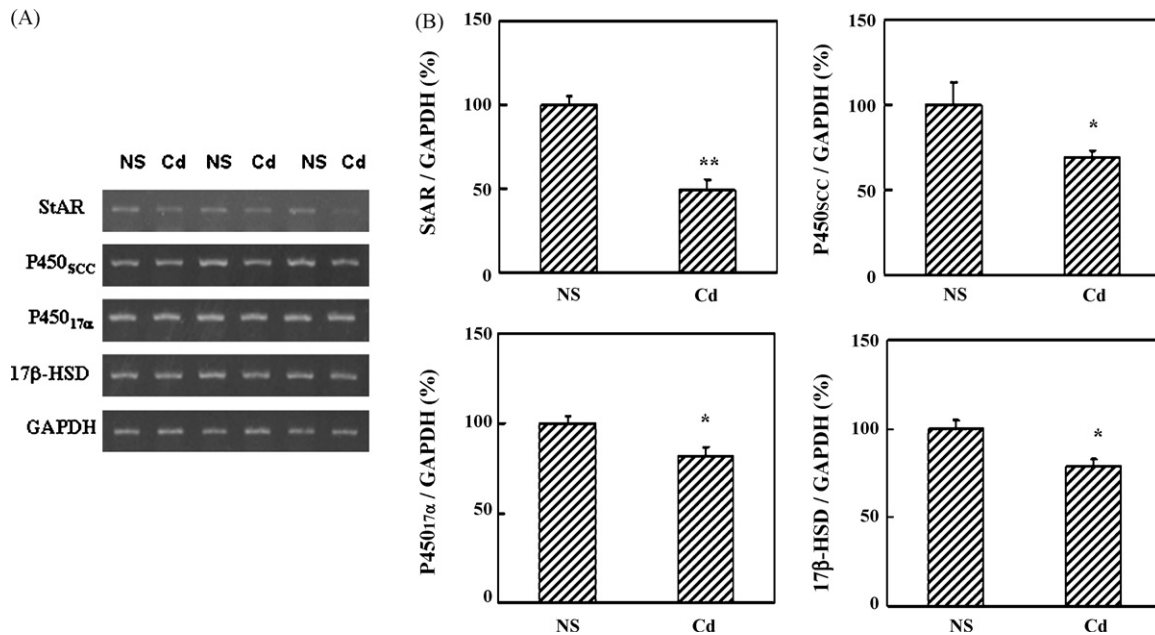 (A)
NS Cd NS Cd NS Cd
StAR
P450SCC
P45017α
17β-HSD
GAPDH
(B)
StAR / GAPDH (%)
150
100
50
0
**
NS Cd
P450SCC / GAPDH (%)
150
100
50
0
*
NS Cd
P45017α / GAPDH (%)
150
100
50
0
*
NS Cd
17β-HSD / GAPDH (%)
150
100
50
0
*
NS Cd